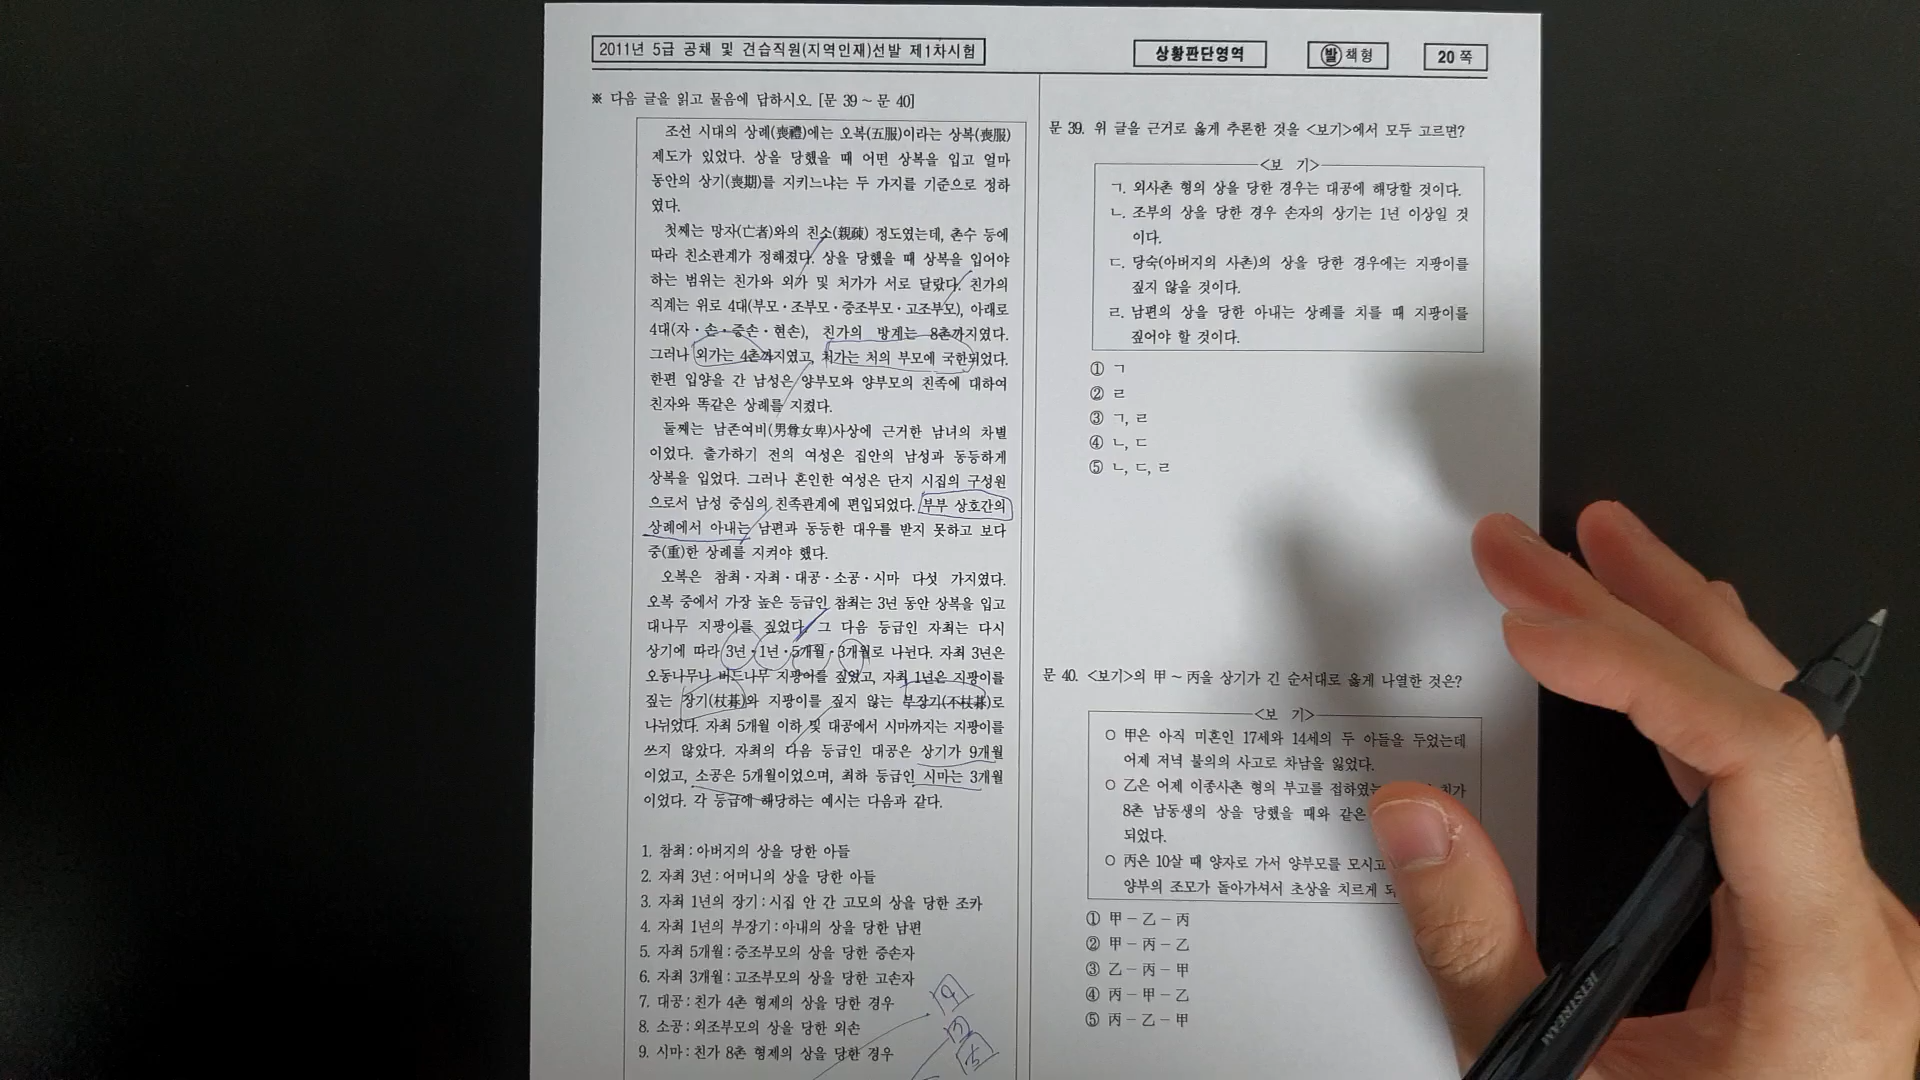 2011년 5급 공채 및 견습직원(지역인재)선발 제1차시험
상황판단영역
발 책형
20 쪽
※ 다음 글을 읽고 물음에 답하시오. [문 39 ~ 문 40]
조선 시대의 상례(喪禮)에는 오복(五服)이라는 상복(喪服)
제도가 있었다. 상을 당했을 때 어떤 상복을 입고 얼마
동안의 상기(喪期)를 지키느냐는 두 가지를 기준으로 정하
였다.
첫째는 망자(亡者)와의 친소(親疎) 정도였는데, 촌수 등에
따라 친소관계가 정해졌다. 상을 당했을 때 상복을 입어야
하는 범위는 친가와 외가 및 처가가 서로 달랐다. 친가의
직계는 위로 4대(부모·조부모·증조부모·고조부모), 아래로
4대(자·손·증손·현손), 친가의 방계는 8촌까지였다.
그러나 외가는 4촌까지였고, 처가는 처의 부모에 국한되었다.
한편 입양을 간 남성은 양부모와 양부모의 친족에 대하여
친자와 똑같은 상례를 지켰다.
둘째는 남존여비(男尊女卑)사상에 근거한 남녀의 차별
이었다. 출가하기 전의 여성은 집안의 남성과 동등하게
상복을 입었다. 그러나 혼인한 여성은 단지 시집의 구성원
으로서 남성 중심의 친족관계에 편입되었다. 부부 상호간의
상례에서 아내는 남편과 동등한 대우를 받지 못하고 보다
중(重)한 상례를 지켜야 했다.
오복은 참최·자최·대공·소공·시마 다섯 가지였다.
오복 중에서 가장 높은 등급인 참최는 3년 동안 상복을 입고
대나무 지팡이를 짚었다. 그 다음 등급인 자최는 다시
상기에 따라 3년·1년·5개월·3개월로 나뉜다. 자최 3년은
오동나무나 버드나무 지팡이를 짚었고, 자최 1년은 지팡이를
짚는 장기(杖朞)와 지팡이를 짚지 않는 부장기(不杖朞)로
나뉘었다. 자최 5개월 이하 및 대공에서 시마까지는 지팡이를
쓰지 않았다. 자최의 다음 등급인 대공은 상기가 9개월
이었고, 소공은 5개월이었으며, 최하 등급인 시마는 3개월
이었다. 각 등급에 해당하는 예시는 다음과 같다.
1. 참최 : 아버지의 상을 당한 아들
2. 자최 3년 : 어머니의 상을 당한 아들
3. 자최 1년의 장기 : 시집 안 간 고모의 상을 당한 조카
4. 자최 1년의 부장기 : 아내의 상을 당한 남편
5. 자최 5개월 : 증조부모의 상을 당한 증손자
6. 자최 3개월 : 고조부모의 상을 당한 고손자
7. 대공 : 친가 4촌 형제의 상을 당한 경우
8. 소공 : 외조부모의 상을 당한 외손
9. 시마 : 친가 8촌 형제의 상을 당한 경우
문 39. 위 글을 근거로 옳게 추론한 것을 <보기>에서 모두 고르면?
<보 기>
ㄱ. 외사촌 형의 상을 당한 경우는 대공에 해당할 것이다.
ㄴ. 조부의 상을 당한 경우 손자의 상기는 1년 이상일 것
이다.
ㄷ. 당숙(아버지의 사촌)의 상을 당한 경우에는 지팡이를
짚지 않을 것이다.
ㄹ. 남편의 상을 당한 아내는 상례를 치를 때 지팡이를
짚어야 할 것이다.
① ㄱ
② ㄹ
③ ㄱ, ㄹ
④ ㄴ, ㄷ
⑤ ㄴ, ㄷ, ㄹ
문 40. <보기>의 甲 ~ 丙을 상기가 긴 순서대로 옳게 나열한 것은?
<보 기>
○ 甲은 아직 미혼인 17세와 14세의 두 아들을 두었는데
어제 저녁 불의의 사고로 차남을 잃었다.
○ 乙은 어제 이종사촌 형의 부고를 접하였는 친가
8촌 남동생의 상을 당했을 때와 같은
되었다.
○ 丙은 10살 때 양자로 가서 양부모를 모시고
양부의 조모가 돌아가셔서 초상을 치르게 되
① 甲 - 乙 - 丙
② 甲 - 丙 - 乙
③ 乙 - 丙 - 甲
④ 丙 - 甲 - 乙
⑤ 丙 - 乙 - 甲
JETSTREAM